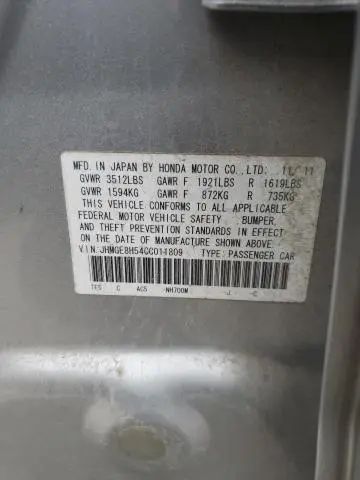 MFD. IN JAPAN BY HONDA MOTOR CO., LTD. 11/11
GVWR 3512LBS GAWR F 1921LBS R 1619LBS
GVWR 1594KG GAWR F 872KG R 735KG
THIS VEHICLE CONFORMS TO ALL APPLICABLE
FEDERAL MOTOR VEHICLE SAFETY, BUMPER,
AND THEFT PREVENTION STANDARDS IN EFFECT
ON THE DATE OF MANUFACTURE SHOWN ABOVE.
V.I.N. JHMGE8H54CC011809 TYPE: PASSENGER CAR
TF5 C AC5 NH700M J C